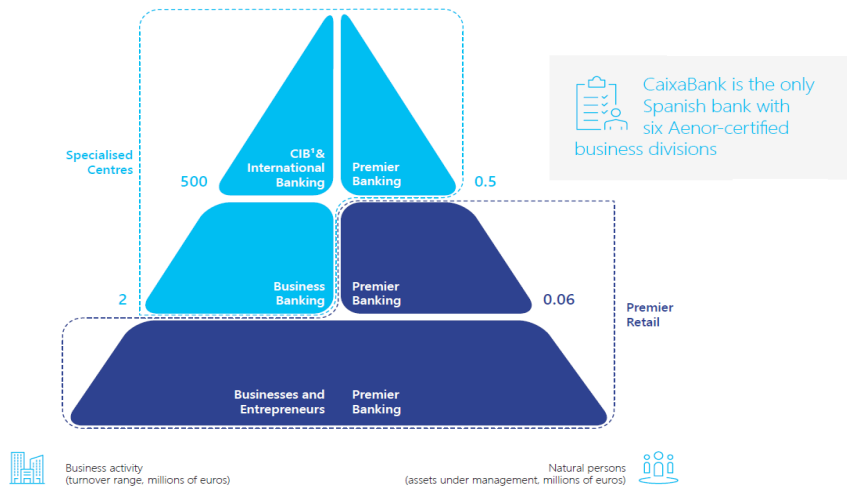 CaixaBank is the only
Spanish bank with
six Aenor-certified
business divisions
Specialised
Centres
CIB¹ &
International
Banking
Premier
Banking
500
0.5
Business
Banking
Premier
Banking
2
0.06
Premier
Retail
Businesses and
Entrepreneurs
Premier
Banking
Business activity
(turnover range, millions of euros)
Natural persons
(assets under management, millions of euros)